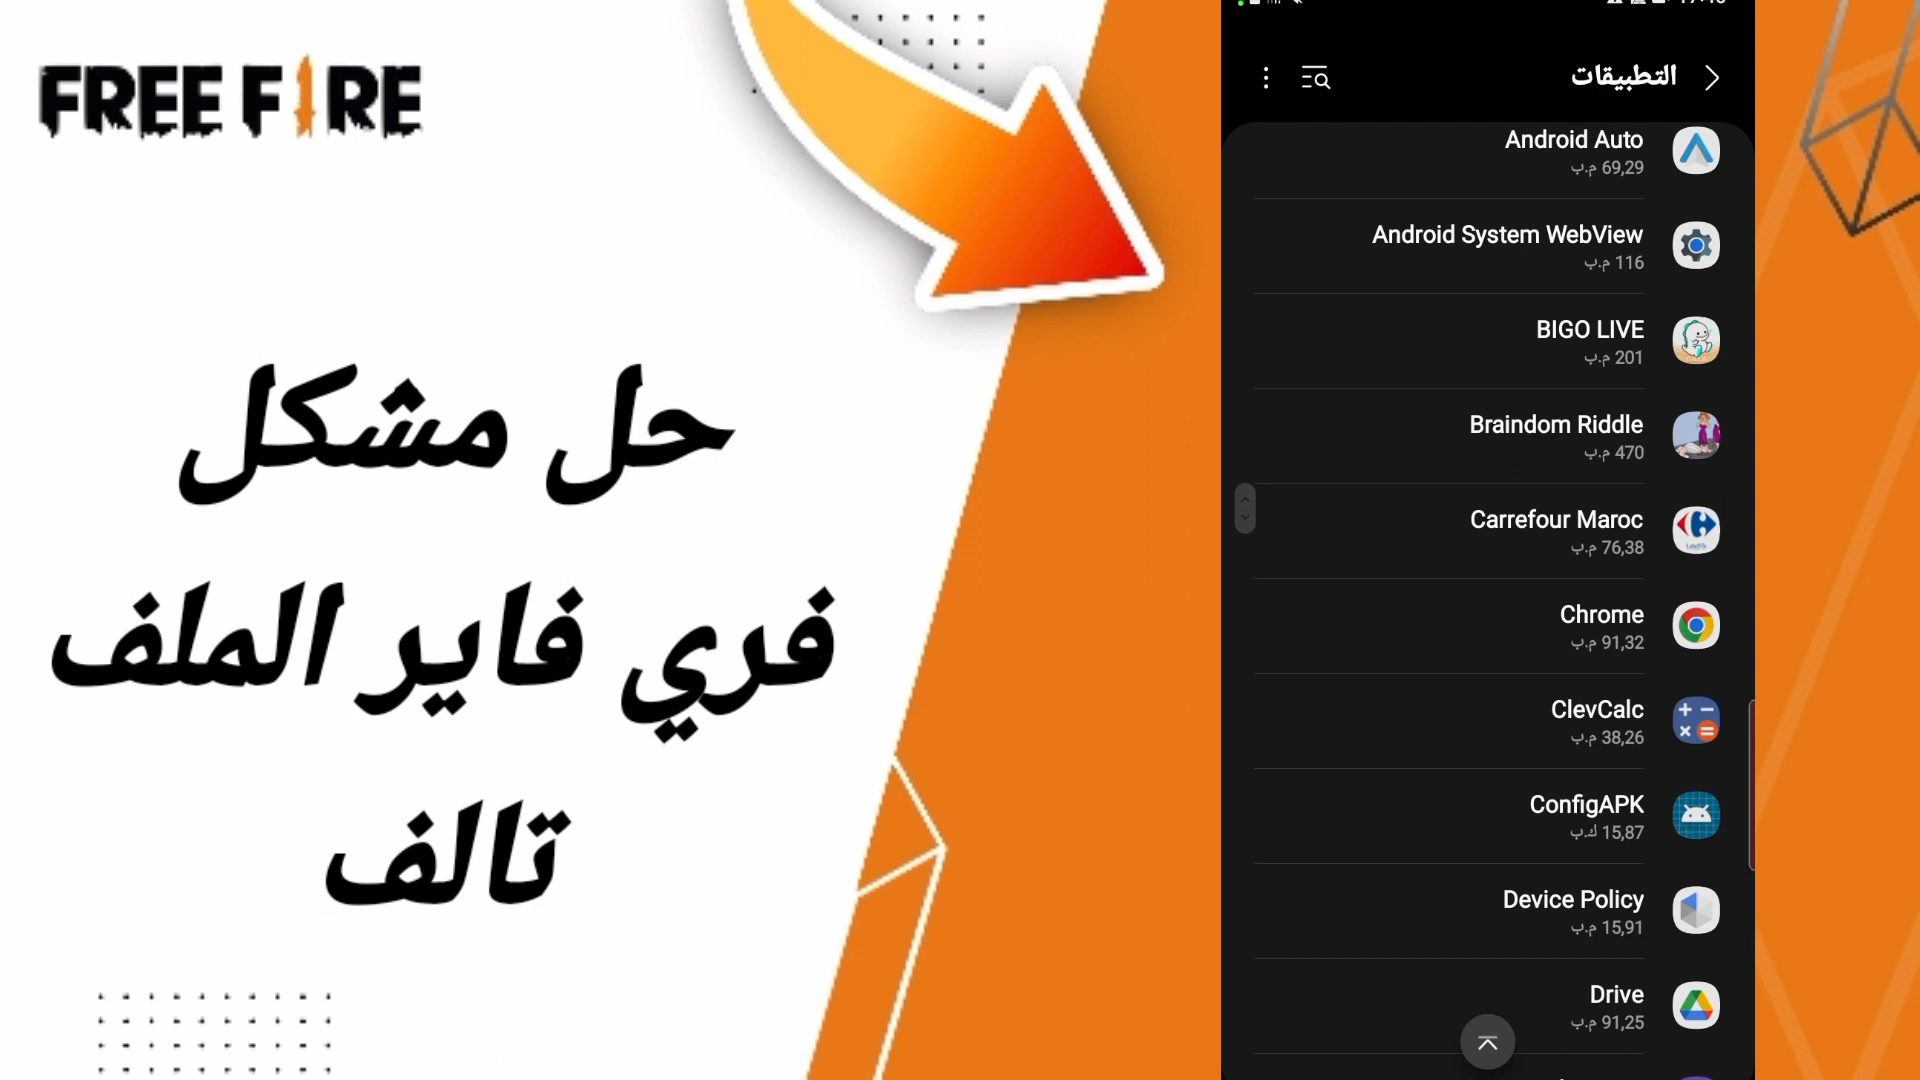 FREE FIRE
حل مشكل
فري فاير الملف
تالف
التطبيقات
Android Auto
69,29 م.ب
Android System WebView
116 م.ب
BIGO LIVE
201 م.ب
Braindom Riddle
470 م.ب
Carrefour Maroc
76,38 م.ب
Chrome
91,32 م.ب
ClevCalc
38,26 م.ب
ConfigAPK
15,87 ك.ب
Device Policy
15,91 م.ب
Drive
91,25 م.ب